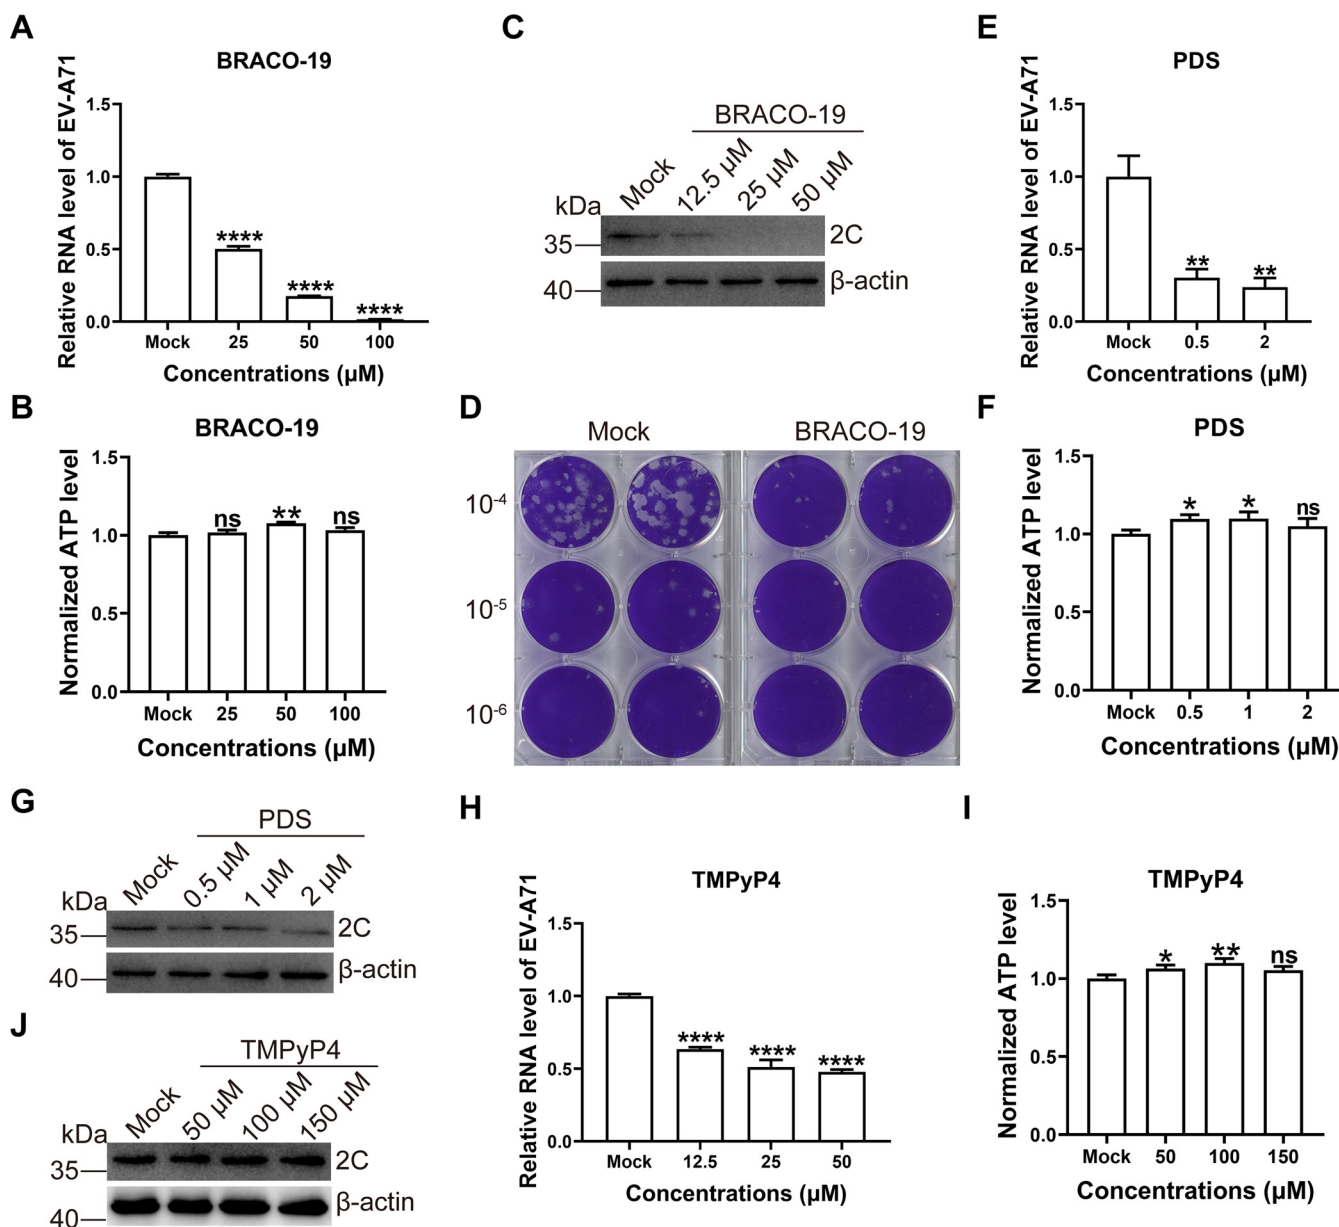 A
BRACO-19
Relative RNA level of EV-A71
1.5
1.0
0.5
0.0
****
****
****
Mock 25 50 100
Concentrations (µM)
B
BRACO-19
Normalized ATP level
1.5
1.0
0.5
0.0
ns ** ns
Mock 25 50 100
Concentrations (µM)
C
BRACO-19
Mock 12.5 µM 25 µM 50 µM
kDa
35 2C
40 β-actin
D
Mock BRACO-19
10-4
10-5
10-6
E
PDS
Relative RNA level of EV-A71
1.5
1.0
0.5
0.0
** **
Mock 0.5 2
Concentrations (µM)
F
PDS
Normalized ATP level
1.5
1.0
0.5
0.0
* * ns
Mock 0.5 1 2
Concentrations (µM)
G
PDS
Mock 0.5 µM 1 µM 2 µM
kDa
35 2C
40 β-actin
H
TMPyP4
Relative RNA level of EV-A71
1.5
1.0
0.5
0.0
**** **** ****
Mock 12.5 25 50
Concentrations (µM)
I
TMPyP4
Normalized ATP level
1.5
1.0
0.5
0.0
* ** ns
Mock 50 100 150
Concentrations (µM)
J
TMPyP4
Mock 50 µM 100 µM 150 µM
kDa
35 2C
40 β-actin